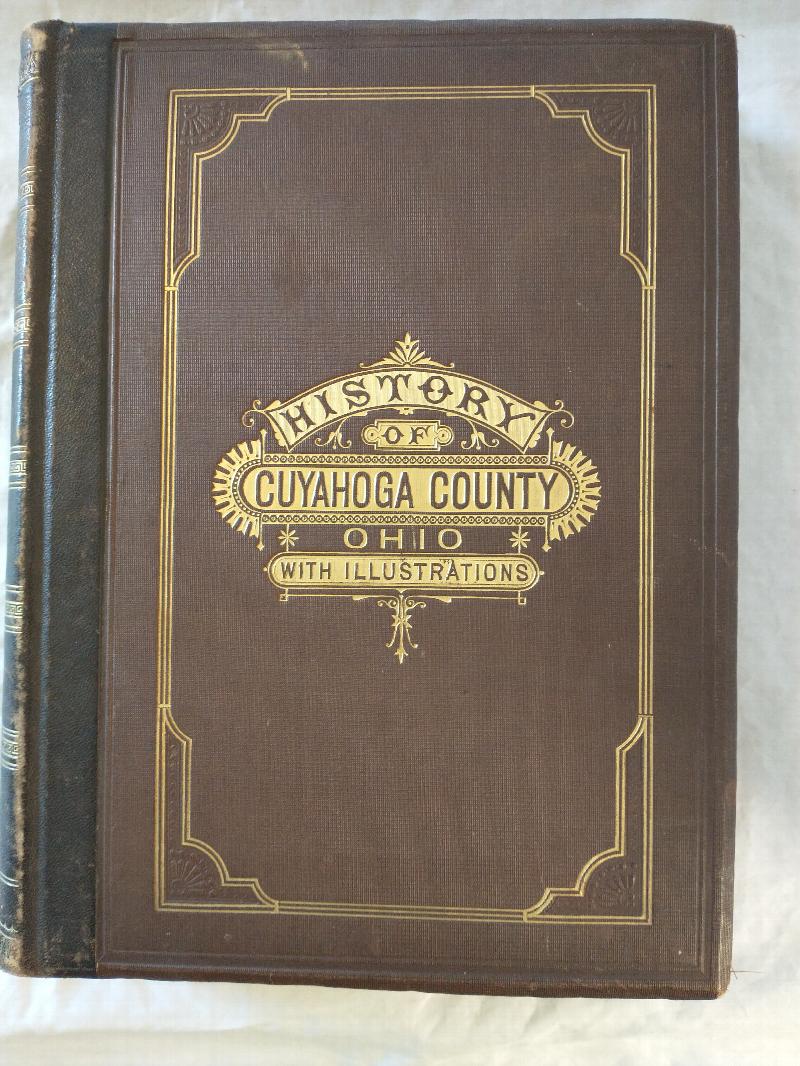 HISTORY
OF
CUYAHOGA COUNTY
OHIO
WITH ILLUSTRATIONS